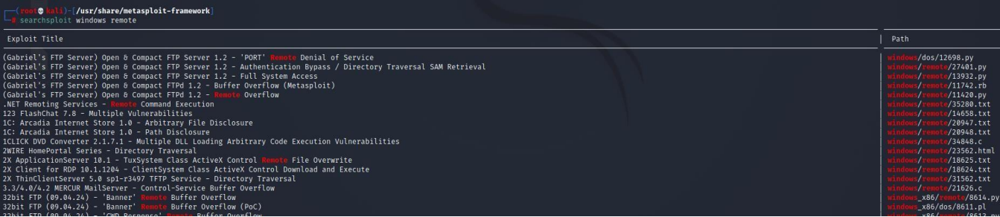 ┌──(root💀kali)-[/usr/share/metasploit-framework]
└─# searchsploit windows remote
Exploit Title | Path
(Gabriel's FTP Server) Open & Compact FTP Server 1.2 - 'PORT' Remote Denial of Service | windows/dos/12698.py
(Gabriel's FTP Server) Open & Compact FTP Server 1.2 - Authentication Bypass / Directory Traversal SAM Retrieval | windows/remote/27401.py
(Gabriel's FTP Server) Open & Compact FTP Server 1.2 - Full System Access | windows/remote/13932.py
(Gabriel's FTP Server) Open & Compact FTPd 1.2 - Buffer Overflow (Metasploit) | windows/remote/11742.rb
(Gabriel's FTP Server) Open & Compact FTPd 1.2 - Remote Overflow | windows/remote/11420.py
.NET Remoting Services - Remote Command Execution | windows/remote/35280.txt
123 FlashChat 7.8 - Multiple Vulnerabilities | windows/remote/14658.txt
1C: Arcadia Internet Store 1.0 - Arbitrary File Disclosure | windows/remote/20947.txt
1C: Arcadia Internet Store 1.0 - Path Disclosure | windows/remote/20948.txt
1CLICK DVD Converter 2.1.7.1 - Multiple DLL Loading Arbitrary Code Execution Vulnerabilities | windows/remote/34848.c
2WIRE HomePortal Series - Directory Traversal | windows/remote/23562.html
2X ApplicationServer 10.1 - TuxSystem Class ActiveX Control Remote File Overwrite | windows/remote/18625.txt
2X Client for RDP 10.1.1204 - ClientSystem Class ActiveX Control Download and Execute | windows/remote/18624.txt
2X ThinClientServer 5.0 sp1-r3497 TFTP Service - Directory Traversal | windows/remote/31562.txt
3.3/4.0/4.2 MERCUR MailServer - Control-Service Buffer Overflow | windows/remote/21626.c
32bit FTP (09.04.24) - 'Banner' Remote Buffer Overflow | windows_x86/remote/8614.py
32bit FTP (09.04.24) - 'Banner' Remote Buffer Overflow (PoC) | windows_x86/dos/8611.pl
32bit FTP (09.04.24) - 'CWD Response' Remote Buffer Overflow | windows_x86/remote/8613.py